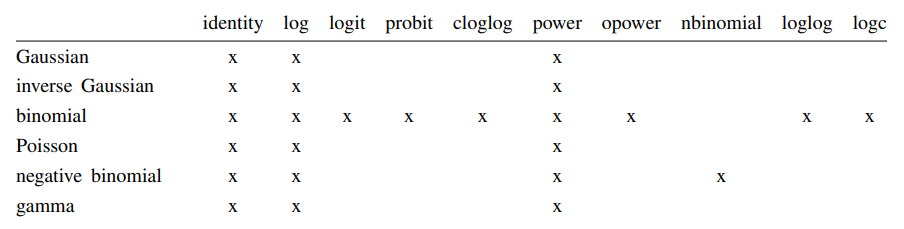 identity log logit probit cloglog power opower nbinomial loglog logc
Gaussian x x x
inverse Gaussian x x x
binomial x x x x x x x x x
Poisson x x x
negative binomial x x x x
gamma x x x